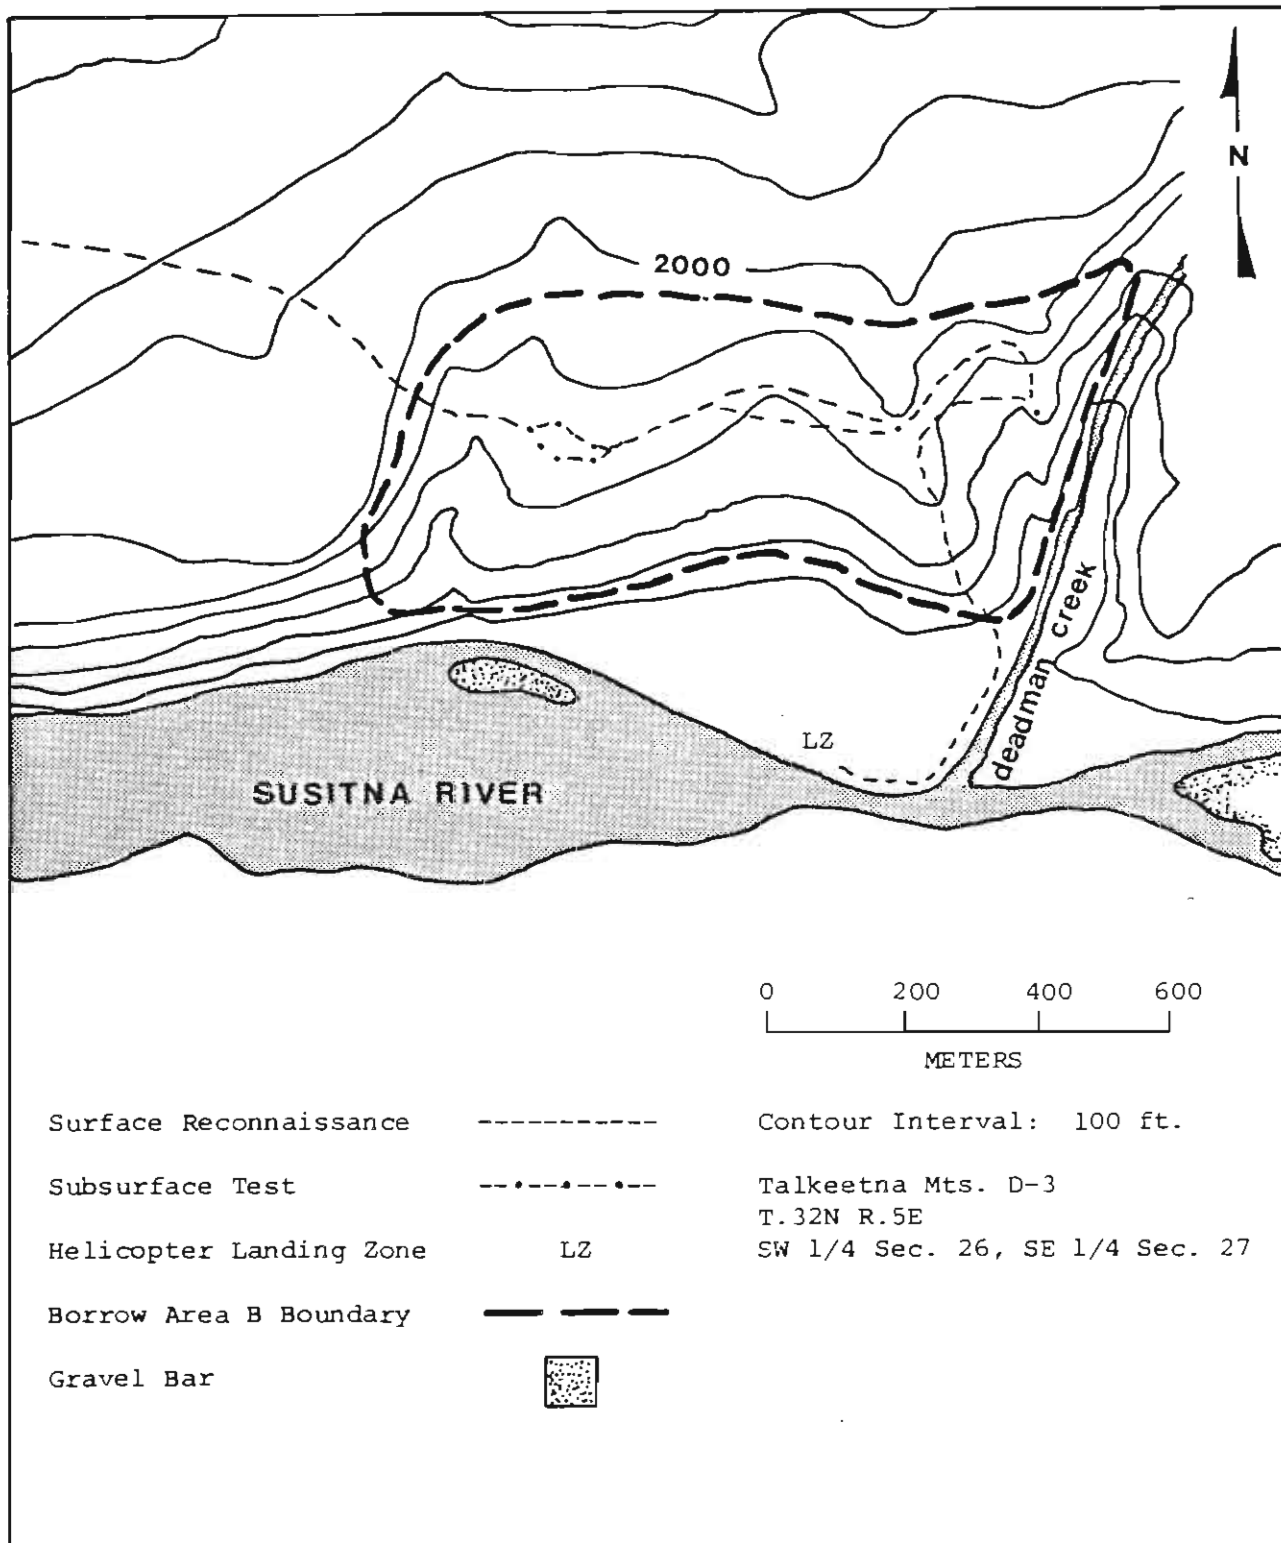 N
2000
deadman creek
LZ
SUSITNA RIVER
0 200 400 600
METERS
Surface Reconnaissance
Contour Interval: 100 ft.
Subsurface Test
Talkeetna Mts. D-3
T.32N R.5E
Helicopter Landing Zone LZ
SW 1/4 Sec. 26, SE 1/4 Sec. 27
Borrow Area B Boundary
Gravel Bar